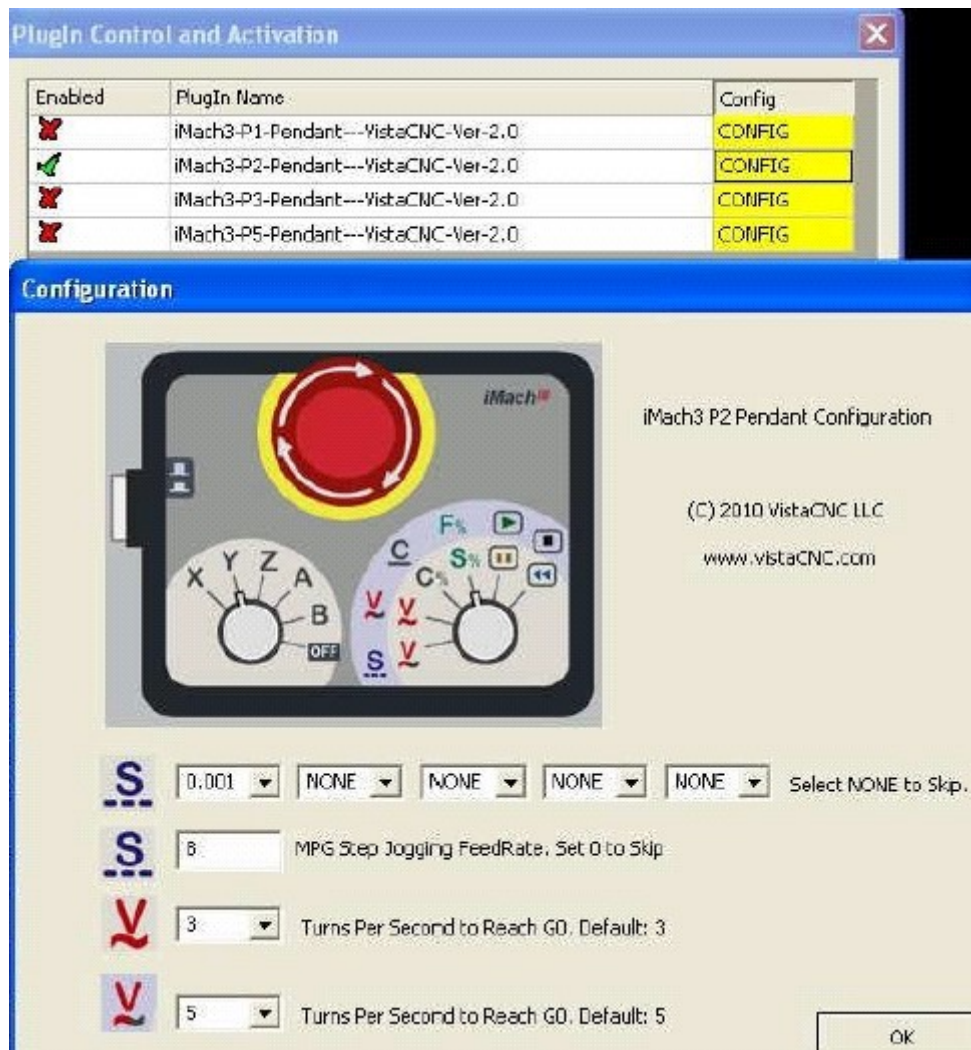 PlugIn Control and Activation
Enabled PlugIn Name Config
iMach3-P1-Pendant---VistaCNC-Ver-2.0 CONFIG
iMach3-P2-Pendant---VistaCNC-Ver-2.0 CONFIG
iMach3-P3-Pendant---VistaCNC-Ver-2.0 CONFIG
iMach3-P5-Pendant---VistaCNC-Ver-2.0 CONFIG
Configuration
iMach III
iMach3 P2 Pendant Configuration
(C) 2010 VistaCNC LLC
www.vistaCNC.com
X Y Z A B OFF
S V C F%
V V C% S%
S 0.001 NONE NONE NONE NONE Select NONE to Skip.
S 8 MPG Step Jogging FeedRate. Set 0 to Skip
V 3 Turns Per Second to Reach G0. Default: 3
V 5 Turns Per Second to Reach G0. Default: 5
OK